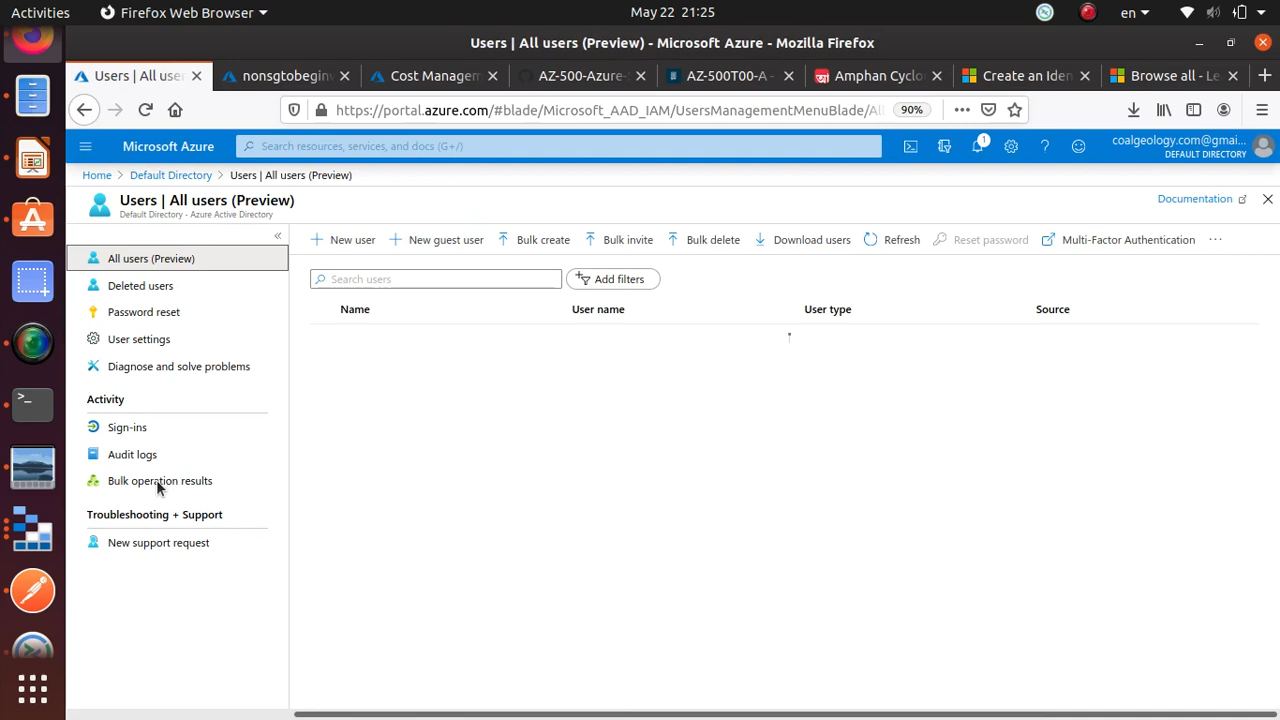 Activities
Firefox Web Browser
May 22 21:25
en
Users | All users (Preview) - Microsoft Azure - Mozilla Firefox
Users | All use
nonsgtobegin
Cost Managem
AZ-500-Azure-
AZ-500T00-A -
Amphan Cyclo
Create an Iden
Browse all - Le
https://portal.azure.com/#blade/Microsoft_AAD_IAM/UsersManagementMenuBlade/Al
90%
Microsoft Azure
Search resources, services, and docs (G+/)
1
coalgeology.com@gmai...
DEFAULT DIRECTORY
Home > Default Directory > Users | All users (Preview)
Users | All users (Preview)
Default Directory - Azure Active Directory
Documentation
All users (Preview)
Deleted users
Password reset
User settings
Diagnose and solve problems
Activity
Sign-ins
Audit logs
Bulk operation results
Troubleshooting + Support
New support request
New user
New guest user
Bulk create
Bulk invite
Bulk delete
Download users
Refresh
Reset password
Multi-Factor Authentication
Search users
Add filters
Name
User name
User type
Source